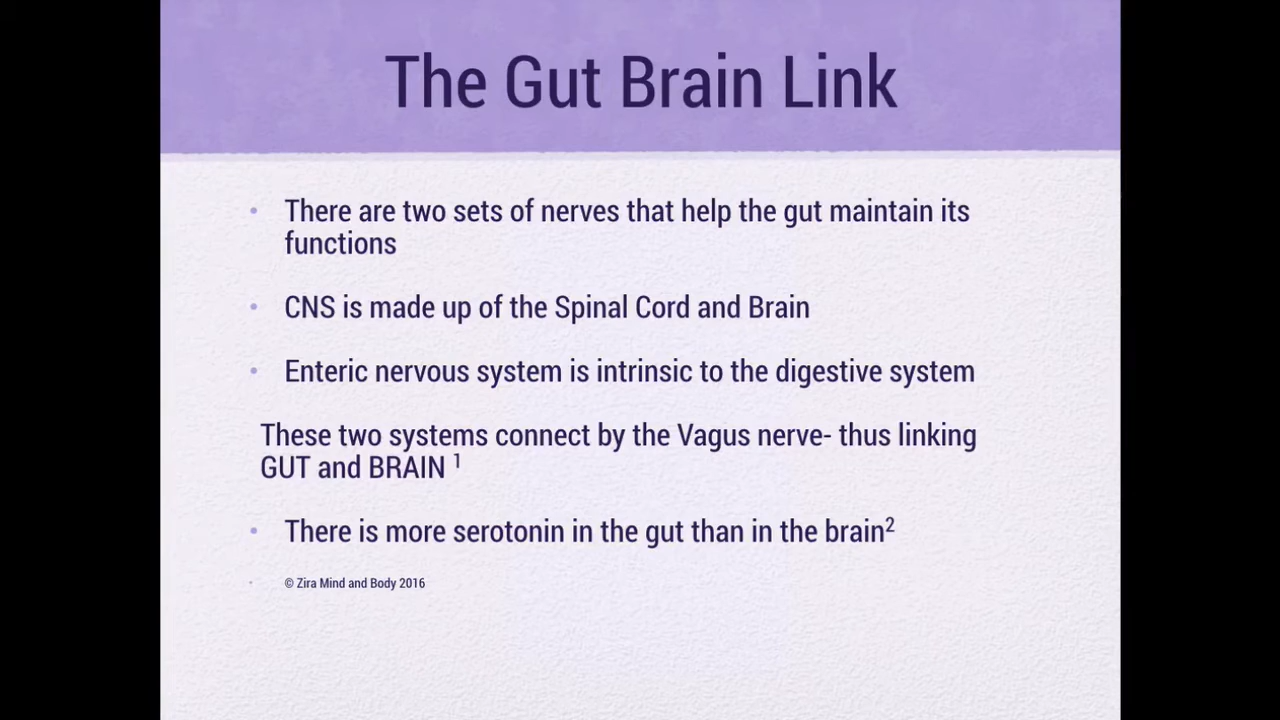 The Gut Brain Link
• There are two sets of nerves that help the gut maintain its
functions
• CNS is made up of the Spinal Cord and Brain
• Enteric nervous system is intrinsic to the digestive system
These two systems connect by the Vagus nerve- thus linking
GUT and BRAIN ¹
• There is more serotonin in the gut than in the brain²
• © Zira Mind and Body 2016